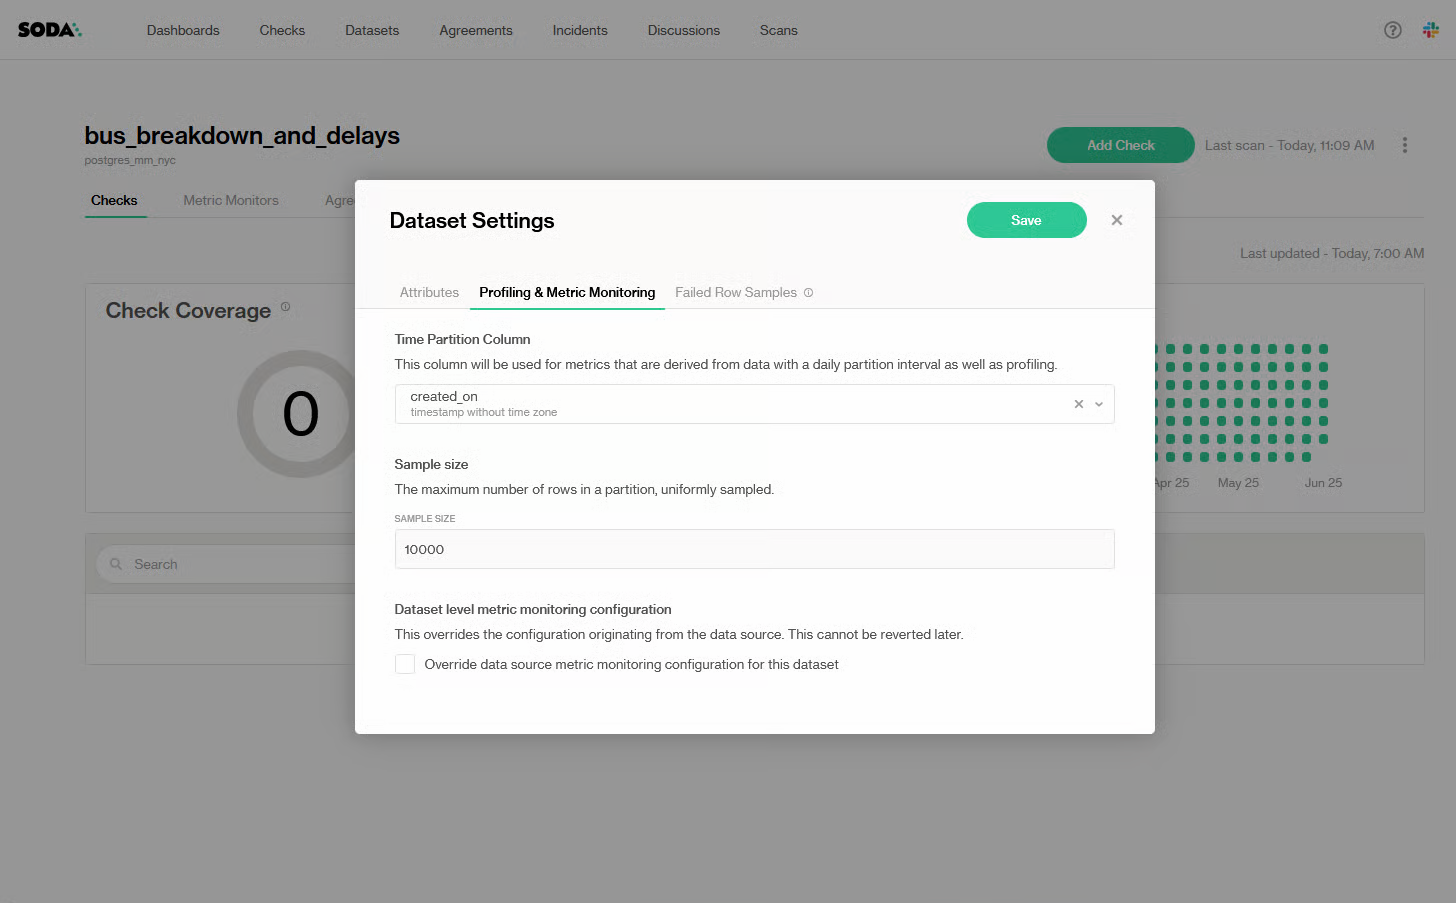 SODA
Dashboards
Checks
Datasets
Agreements
Incidents
Discussions
Scans
bus_breakdown_and_delays
postgres_mm_nyc
Add Check
Last scan - Today, 11:09 AM
Checks
Metric Monitors
Agre
Last updated - Today, 7:00 AM
Check Coverage
0
Apr 25
May 25
Jun 25
Search
Dataset Settings
Save
Attributes
Profiling & Metric Monitoring
Failed Row Samples
Time Partition Column
This column will be used for metrics that are derived from data with a daily partition interval as well as profiling.
created_on
timestamp without time zone
Sample size
The maximum number of rows in a partition, uniformly sampled.
SAMPLE SIZE
10000
Dataset level metric monitoring configuration
This overrides the configuration originating from the data source. This cannot be reverted later.
Override data source metric monitoring configuration for this dataset